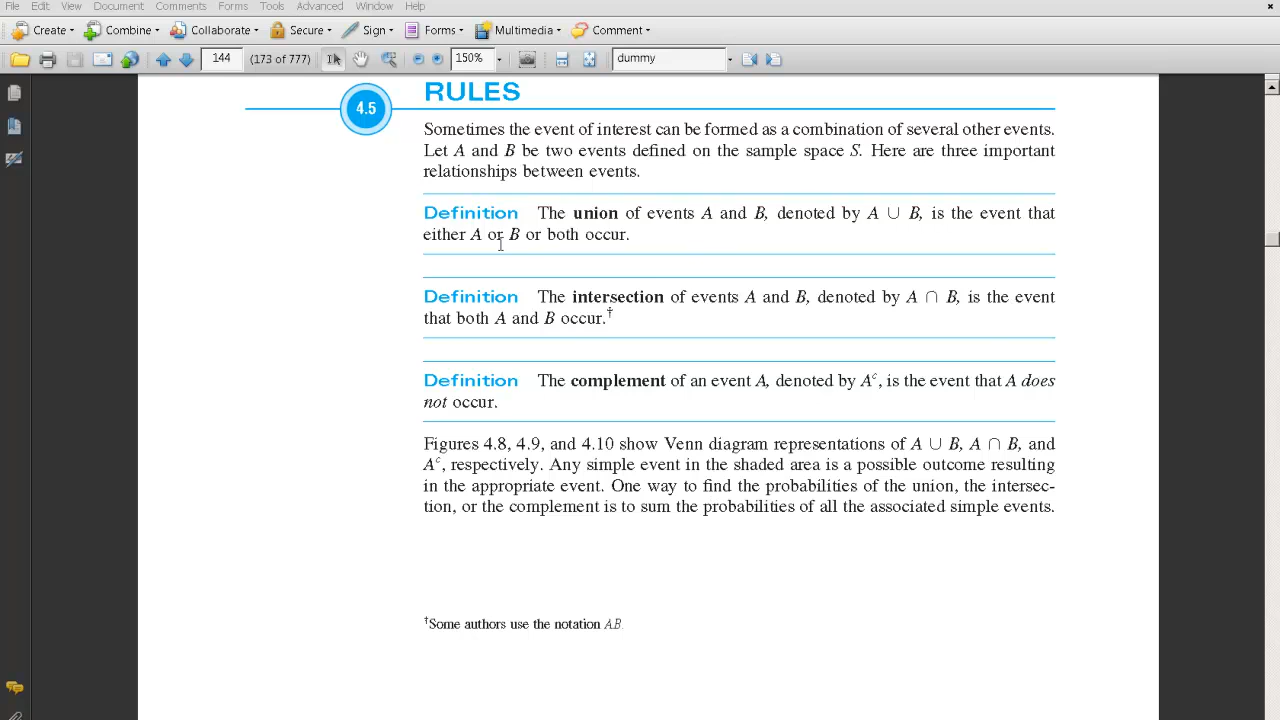 File Edit View Document Comments Forms Tools Advanced Window Help
Create Combine Collaborate Secure Sign Forms Multimedia Comment
144 (173 of 777) 150% dummy
RULES
4.5
Sometimes the event of interest can be formed as a combination of several other events.
Let A and B be two events defined on the sample space S. Here are three important
relationships between events.
Definition The union of events A and B, denoted by A ∪ B, is the event that
either A or B or both occur.
Definition The intersection of events A and B, denoted by A ∩ B, is the event
that both A and B occur.†
Definition The complement of an event A, denoted by Aᶜ, is the event that A does
not occur.
Figures 4.8, 4.9, and 4.10 show Venn diagram representations of A ∪ B, A ∩ B, and
Aᶜ, respectively. Any simple event in the shaded area is a possible outcome resulting
in the appropriate event. One way to find the probabilities of the union, the intersec-
tion, or the complement is to sum the probabilities of all the associated simple events.
†Some authors use the notation AB.